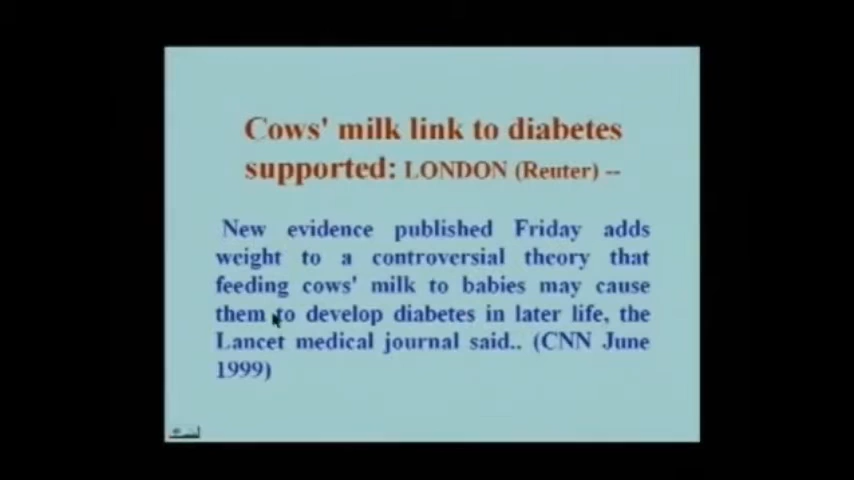 Cows' milk link to diabetes
supported: LONDON (Reuter) --
New evidence published Friday adds
weight to a controversial theory that
feeding cows' milk to babies may cause
them to develop diabetes in later life, the
Lancet medical journal said.. (CNN June
1999)